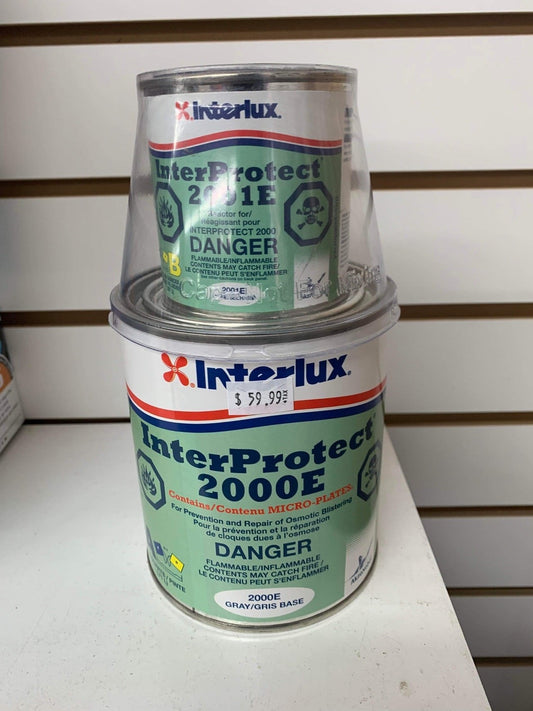 Interlux
InterProtect
2001E
Reactor for/
Réagissant pour
INTERPROTECT 2000
DANGER
FLAMMABLE/INFLAMMABLE
CONTENTS MAY CATCH FIRE/
LE CONTENU PEUT S'ENFLAMMER
2001E
B
Interlux
$ 59.99
InterProtect
2000E
Contains/Contenu MICRO-PLATES
For Prevention and Repair of Osmotic Blistering
Pour la prévention et la réparation
de cloques dues à l'osmose
DANGER
FLAMMABLE/INFLAMMABLE
CONTENTS MAY CATCH FIRE/
LE CONTENU PEUT S'ENFLAMMER
2000E
GRAY/GRIS BASE